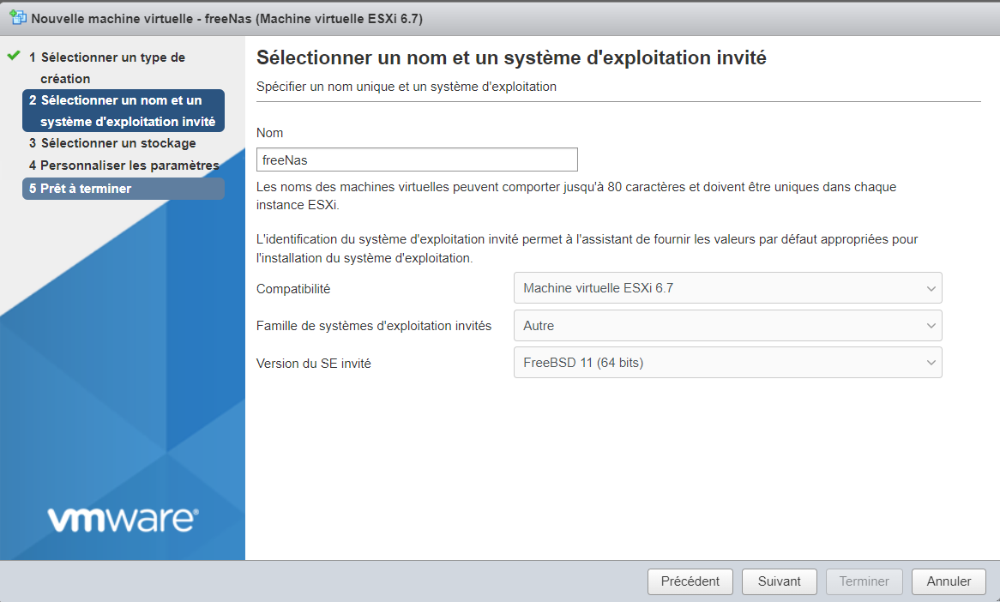 Nouvelle machine virtuelle - freeNas (Machine virtuelle ESXi 6.7)
1 Sélectionner un type de
création
2 Sélectionner un nom et un
système d'exploitation invité
3 Sélectionner un stockage
4 Personnaliser les paramètres
5 Prêt à terminer
vmware®
Sélectionner un nom et un système d'exploitation invité
Spécifier un nom unique et un système d'exploitation
Nom
freeNas
Les noms des machines virtuelles peuvent comporter jusqu'à 80 caractères et doivent être uniques dans chaque
instance ESXi.
L'identification du système d'exploitation invité permet à l'assistant de fournir les valeurs par défaut appropriées pour
l'installation du système d'exploitation.
Compatibilité
Machine virtuelle ESXi 6.7
Famille de systèmes d'exploitation invités
Autre
Version du SE invité
FreeBSD 11 (64 bits)
Précédent
Suivant
Terminer
Annuler